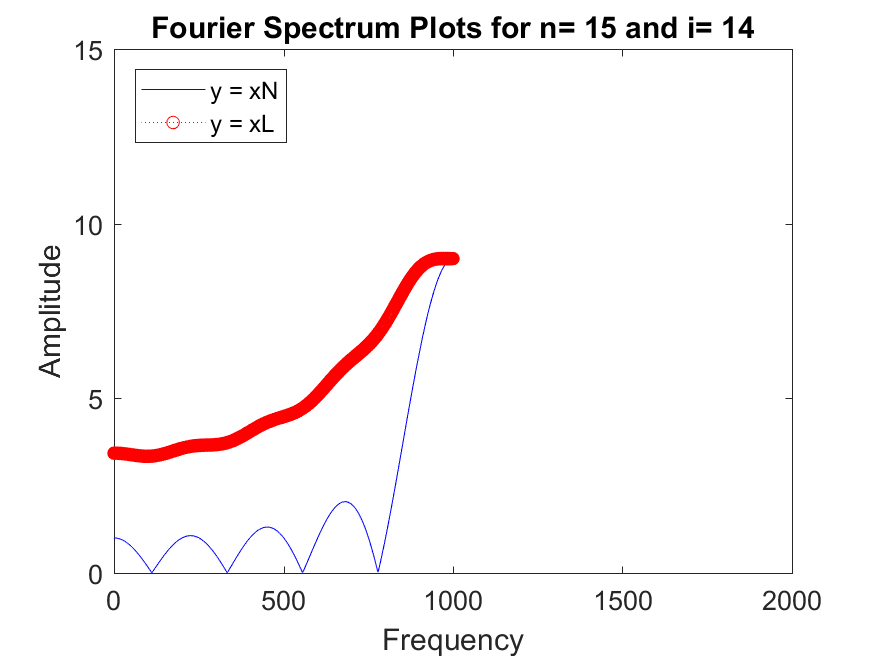 Fourier Spectrum Plots for n= 15 and i= 14
15
y = xN
y = xL
10
Amplitude
5
0
0 500 1000 1500 2000
Frequency